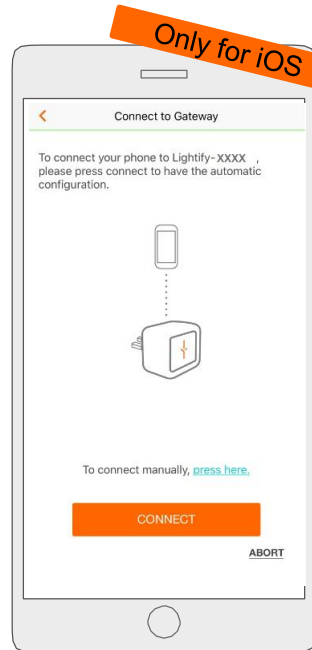 Only for iOS
Connect to Gateway
To connect your phone to Lightify-XXXX ,
please press connect to have the automatic
configuration.
To connect manually, press here.
CONNECT
ABORT